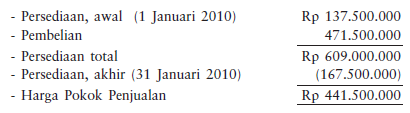 - Persediaan, awal (1 Januari 2010) Rp 137.500.000
- Pembelian 471.500.000
- Persediaan total Rp 609.000.000
- Persediaan, akhir (31 Januari 2010) (167.500.000)
- Harga Pokok Penjualan Rp 441.500.000